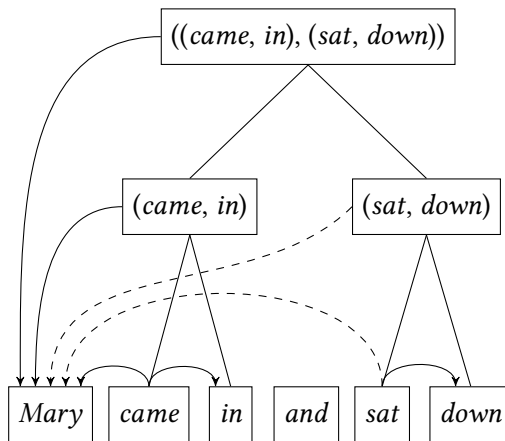 ((came, in), (sat, down))
(came, in) (sat, down)
Mary came in and sat down